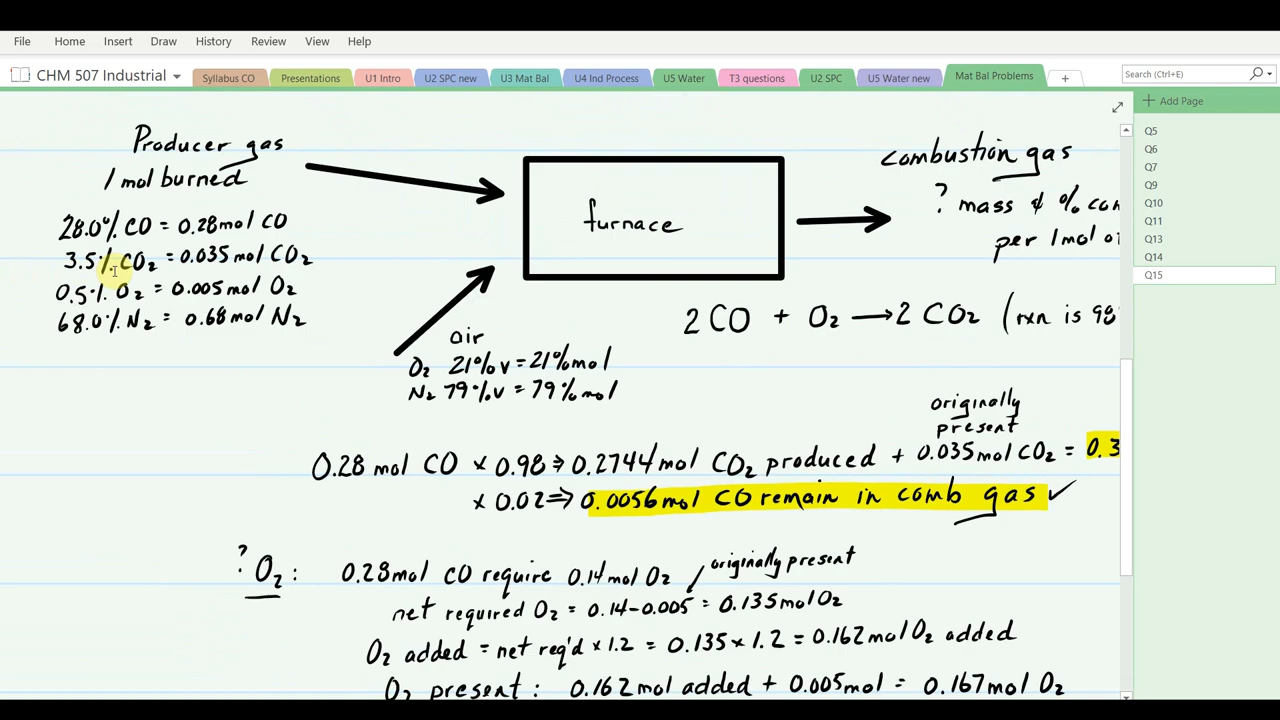 File Home Insert Draw History Review View Help
CHM 507 Industrial
Syllabus CO Presentations U1 Intro U2 SPC new U3 Mat Bal U4 Ind Process U5 Water T3 questions U2 SPC U5 Water new Mat Bal Problems +
Search (Ctrl+E)
Add Page
Q5
Q6
Q7
Q9
Q10
Q11
Q13
Q14
Q15
Producer gas
1 mol burned
28.0% CO = 0.28 mol CO
3.5% CO2 = 0.035 mol CO2
0.5% O2 = 0.005 mol O2
68.0% N2 = 0.68 mol N2
furnace
combustion gas
? mass & % con
per 1 mol of
air
O2 21%v = 21% mol
N2 79%v = 79% mol
2 CO + O2 → 2 CO2 (rxn is 98
originally
present
0.28 mol CO × 0.98 ⇒ 0.2744 mol CO2 produced + 0.035 mol CO2 = 0.3
× 0.02 ⇒ 0.0056 mol CO remain in comb gas ✓
? O2: 0.28 mol CO require 0.14 mol O2
originally present
net required O2 = 0.14 - 0.005 = 0.135 mol O2
O2 added = net req'd × 1.2 = 0.135 × 1.2 = 0.162 mol O2 added
O2 present: 0.162 mol added + 0.005 mol = 0.167 mol O2